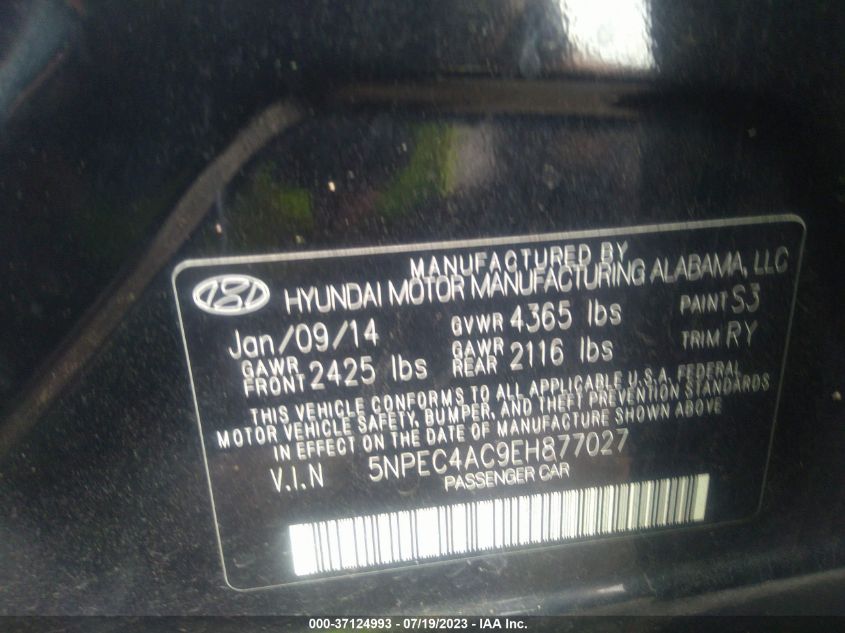 MANUFACTURED BY
HYUNDAI MOTOR MANUFACTURING ALABAMA, LLC
Jan/09/14 GVWR 4365 lbs PAINT S3
GAWR FRONT 2425 lbs GAWR REAR 2116 lbs TRIM RY
THIS VEHICLE CONFORMS TO ALL APPLICABLE U.S.A. FEDERAL
MOTOR VEHICLE SAFETY, BUMPER, AND THEFT PREVENTION STANDARDS
IN EFFECT ON THE DATE OF MANUFACTURE SHOWN ABOVE
V.I.N 5NPEC4AC9EH877027
PASSENGER CAR
000-37124993 - 07/19/2023 - IAA Inc.